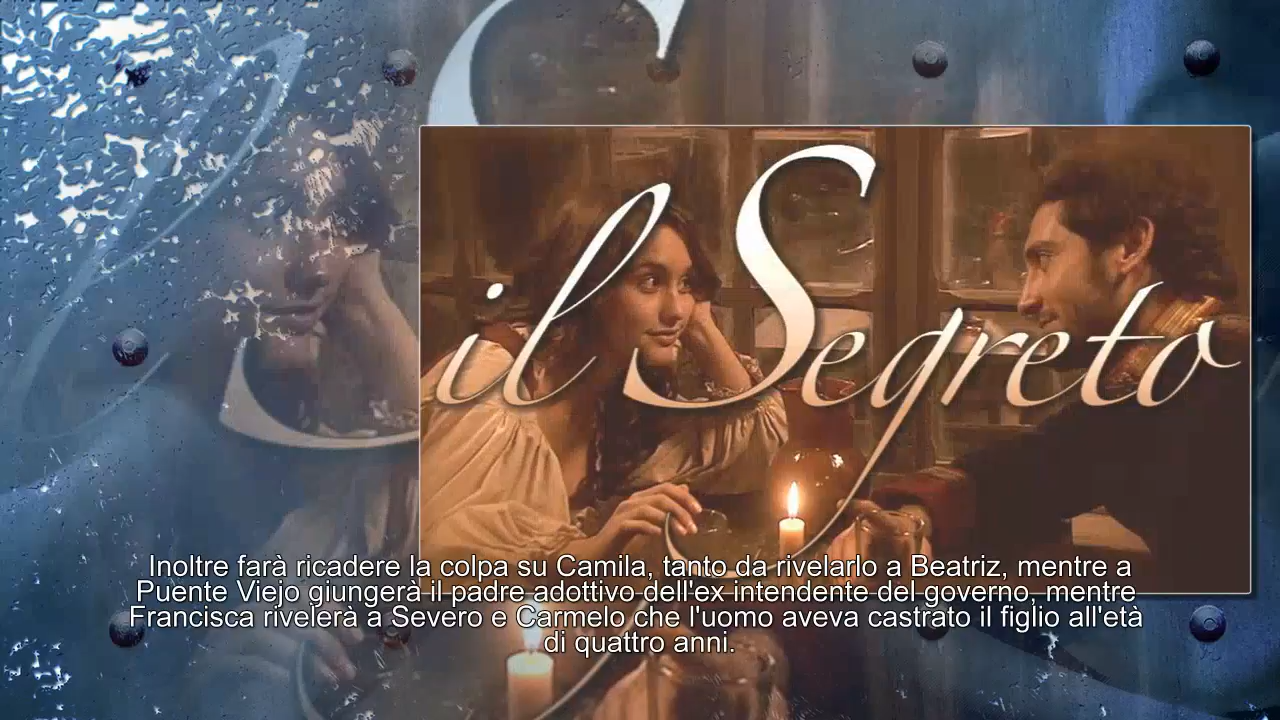 il Segreto
Inoltre farà ricadere la colpa su Camila, tanto da rivelarlo a Beatriz, mentre a
Puente Viejo giungerà il padre adottivo dell'ex intendente del governo, mentre
Francisca rivelerà a Severo e Carmelo che l'uomo aveva castrato il figlio all'età
di quattro anni.